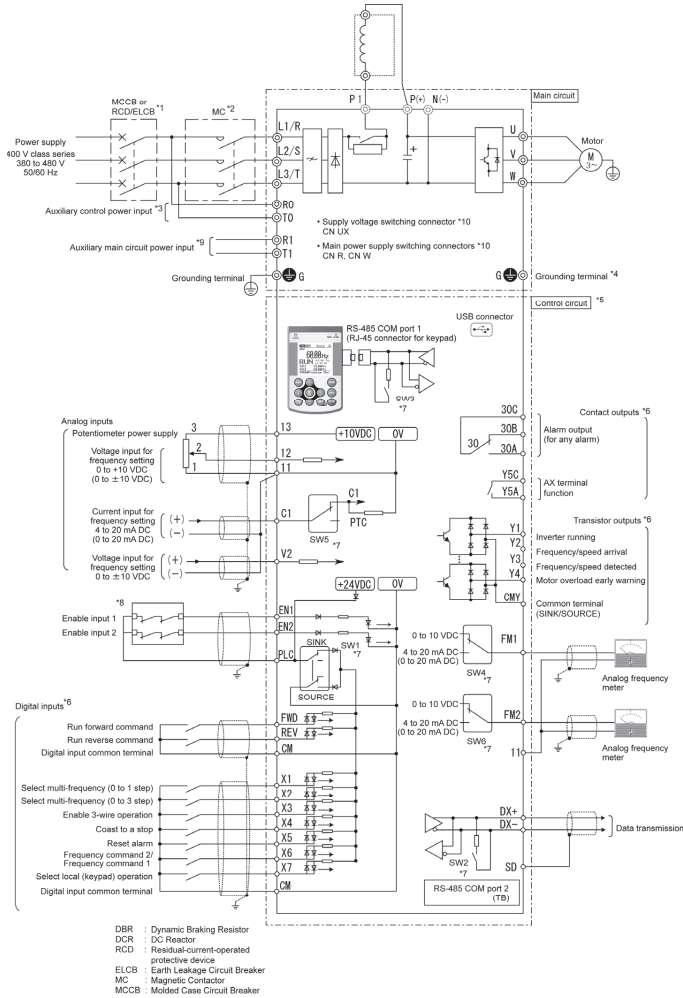 P 1 P(+) N(-)
Main circuit
MCCB or
RCD/ELCB *1
MC *2
L1/R
L2/S
L3/T
U
V
W
Motor
M
3~
Power supply
400 V class series
380 to 480 V
50/60 Hz
Auxiliary control power input *3
R0
T0
Auxiliary main circuit power input *9
R1
T1
• Supply voltage switching connector *10
CN UX
• Main power supply switching connectors *10
CN R, CN W
Grounding terminal
G
G
Grounding terminal *4
Control circuit *5
USB connector
RS-485 COM port 1
(RJ-45 connector for keypad)
RUN
SW3
*7
Analog inputs
Potentiometer power supply
3
2
1
13
12
11
+10VDC
0V
Voltage input for
frequency setting
0 to +10 VDC
(0 to ±10 VDC)
Current input for
frequency setting
4 to 20 mA DC
(0 to 20 mA DC)
(+)
(-)
C1
C1
PTC
SW5 *7
Voltage input for
frequency setting
0 to ±10 VDC
(+)
(-)
V2
30C
30B
30A
30
Contact outputs *6
Alarm output
(for any alarm)
Y5C
Y5A
AX terminal
function
Transistor outputs *6
Y1
Y2
Y3
Y4
CMY
Inverter running
Frequency/speed arrival
Frequency/speed detected
Motor overload early warning
Common terminal
(SINK/SOURCE)
+24VDC
0V
*8
Enable input 1
Enable input 2
EN1
EN2
PLC
SINK
SW1
*7
SOURCE
0 to 10 VDC
4 to 20 mA DC
(0 to 20 mA DC)
SW4
*7
FM1
Analog frequency
meter
0 to 10 VDC
4 to 20 mA DC
(0 to 20 mA DC)
SW6
*7
FM2
11
Analog frequency
meter
Digital inputs *6
Run forward command
Run reverse command
Digital input common terminal
FWD
REV
CM
Select multi-frequency (0 to 1 step)
Select multi-frequency (0 to 3 step)
Enable 3-wire operation
Coast to a stop
Reset alarm
Frequency command 2/
Frequency command 1
Select local (keypad) operation
Digital input common terminal
X1
X2
X3
X4
X5
X6
X7
CM
DX+
DX-
Data transmission
SW2
*7
SD
RS-485 COM port 2
(TB)
DBR : Dynamic Braking Resistor
DCR : DC Reactor
RCD : Residual-current-operated
protective device
ELCB : Earth Leakage Circuit Breaker
MC : Magnetic Contactor
MCCB : Molded Case Circuit Breaker